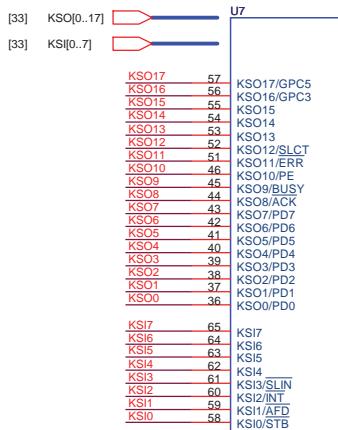 [33] KSO[0..17] U7
[33] KSI[0..7]
KSO17 57 KSO17/GPC5
KSO16 56 KSO16/GPC3
KSO15 55 KSO15
KSO14 54 KSO14
KSO13 53 KSO13
KSO12 52 KSO12/SLCT
KSO11 51 KSO11/ERR
KSO10 46 KSO10/PE
KSO9 45 KSO9/BUSY
KSO8 44 KSO8/ACK
KSO7 43 KSO7/PD7
KSO6 42 KSO6/PD6
KSO5 41 KSO5/PD5
KSO4 40 KSO4/PD4
KSO3 39 KSO3/PD3
KSO2 38 KSO2/PD2
KSO1 37 KSO1/PD1
KSO0 36 KSO0/PD0
KSI7 65 KSI7
KSI6 64 KSI6
KSI5 63 KSI5
KSI4 62 KSI4
KSI3 61 KSI3/SLIN
KSI2 60 KSI2/INT
KSI1 59 KSI1/AFD
KSI0 58 KSI0/STB